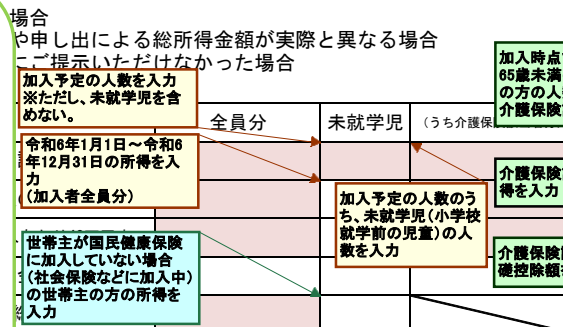 場合
や申し出による総所得金額が実際と異なる場合
にご提示いただけなかった場合
加入予定の人数を入力
※ただし、未就学児を含
めない。
加入時点
65歳未満
の方の人
介護保険
全員分
未就学児
（うち介護保
令和6年1月1日～令和6
年12月31日の所得を入
力
（加入者全員分）
介護保険
得を入力
加入予定の人数のう
ち、未就学児（小学校
就学前の児童）の人
数を入力
世帯主が国民健康保険
に加入していない場合
（社会保険などに加入中）
の世帯主の方の所得を
入力
介護保険
礎控除額